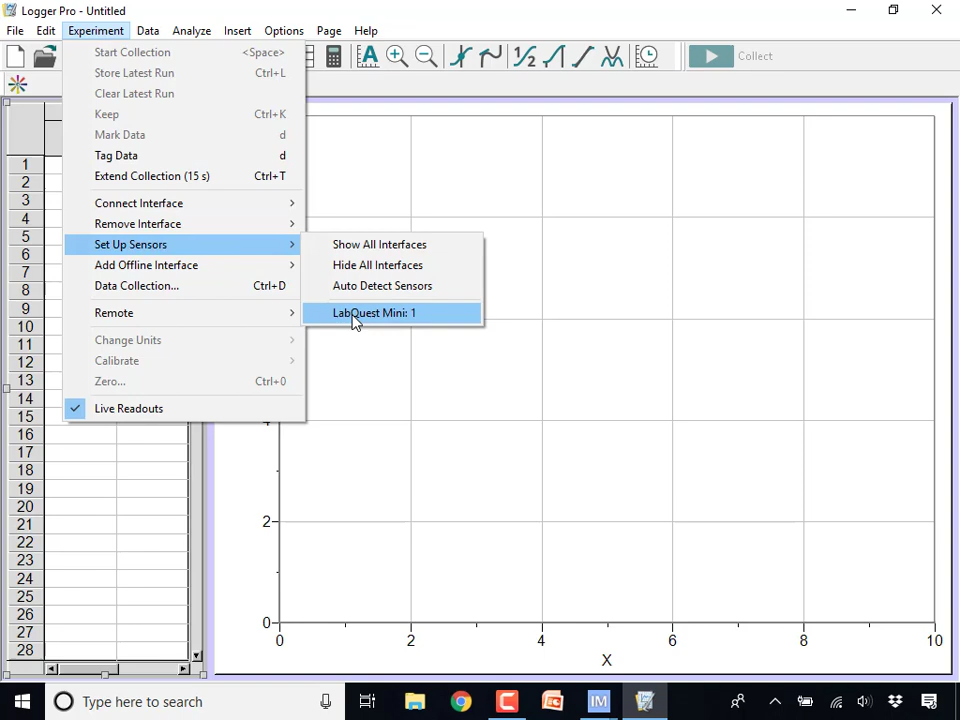 Logger Pro - Untitled
File Edit Experiment Data Analyze Insert Options Page Help
Start Collection <Space>
Store Latest Run Ctrl+L
Clear Latest Run
Keep Ctrl+K
Mark Data d
Tag Data d
Extend Collection (15 s) Ctrl+T
Connect Interface
Remove Interface
Set Up Sensors
Add Offline Interface
Data Collection... Ctrl+D
Remote
Change Units
Calibrate
Zero... Ctrl+0
Live Readouts
Show All Interfaces
Hide All Interfaces
Auto Detect Sensors
LabQuest Mini: 1
Collect
1
2
3
4
5
6
7
8
9
10
11
12
13
14
15
16
17
18
19
20
21
22
23
24
25
26
27
28
4
2
0
0 2 4 6 8 10
X
Type here to search